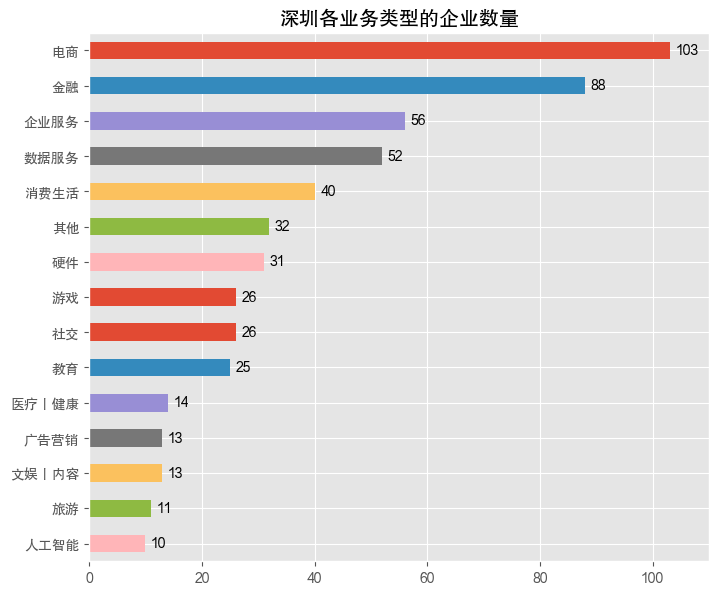 深圳各业务类型的企业数量
电商 103
金融 88
企业服务 56
数据服务 52
消费生活 40
其他 32
硬件 31
游戏 26
社交 26
教育 25
医疗丨健康 14
广告营销 13
文娱丨内容 13
旅游 11
人工智能 10
0 20 40 60 80 100